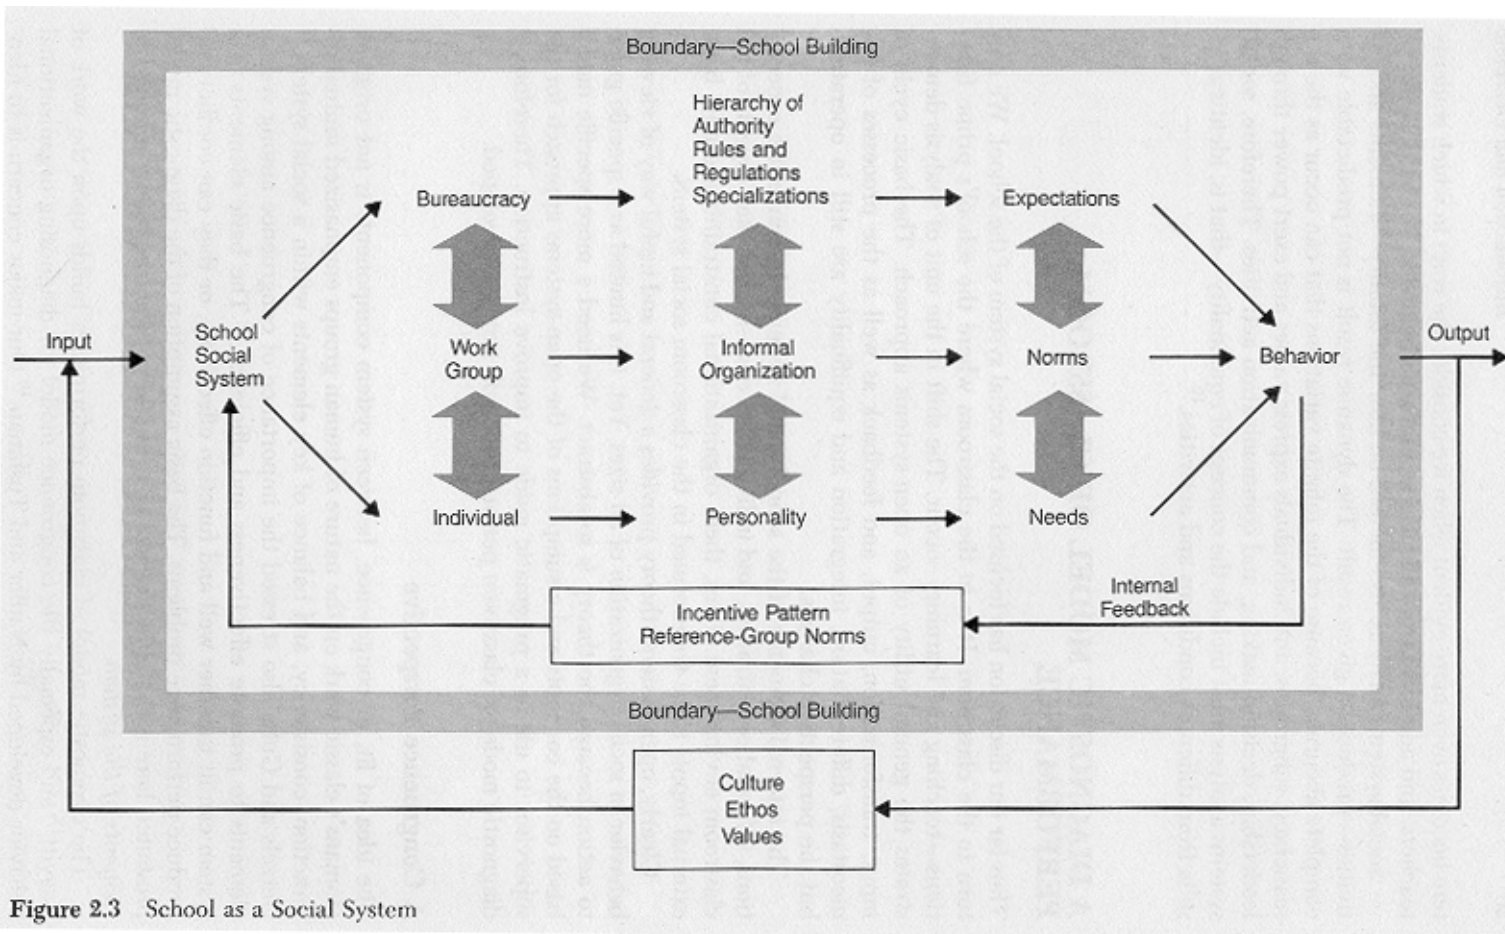 Boundary—School Building
Hierarchy of
Authority
Rules and
Regulations
Specializations
Bureaucracy
Expectations
Input
School
Social
System
Work
Group
Informal
Organization
Norms
Behavior
Output
Individual
Personality
Needs
Internal
Feedback
Incentive Pattern
Reference-Group Norms
Boundary—School Building
Culture
Ethos
Values
Figure 2.3 School as a Social System